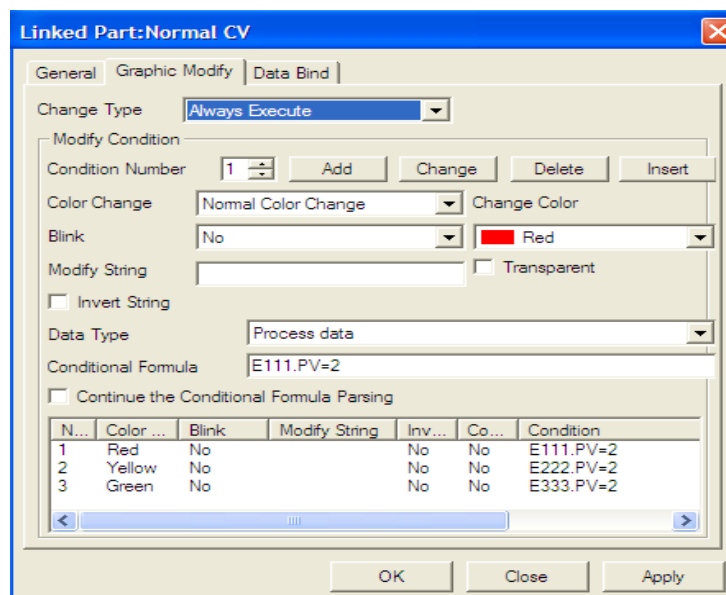 Linked Part:Normal CV
General Graphic Modify Data Bind
Change Type Always Execute
Modify Condition
Condition Number 1 Add Change Delete Insert
Color Change Normal Color Change Change Color
Blink No Red
Modify String Transparent
Invert String
Data Type Process data
Conditional Formula E111.PV=2
Continue the Conditional Formula Parsing
N... Color ... Blink Modify String Inv... Co... Condition
1 Red No No No E111.PV=2
2 Yellow No No No E222.PV=2
3 Green No No No E333.PV=2
OK Close Apply